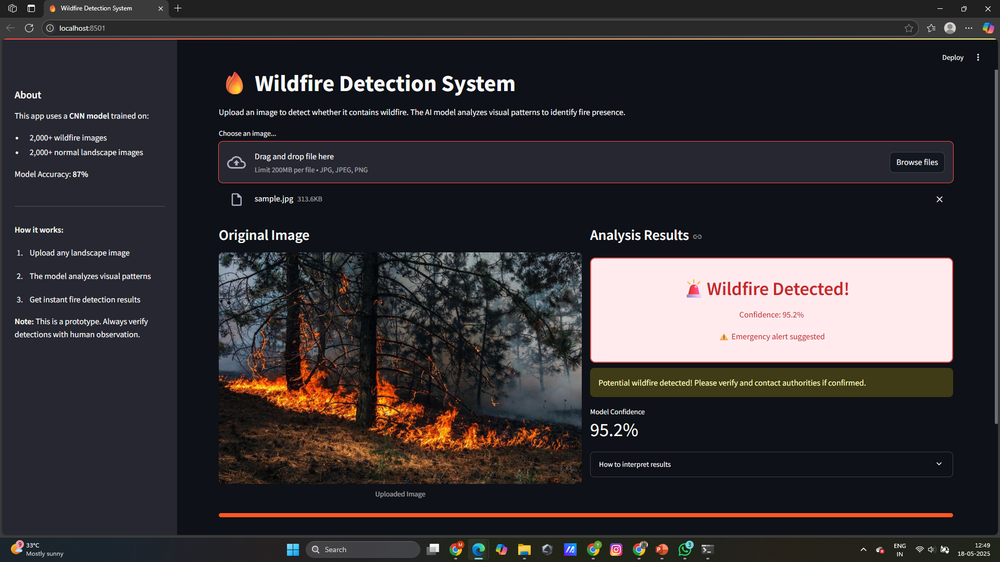 Wildfire Detection System
localhost:8501
Deploy
About
This app uses a CNN model trained on:
• 2,000+ wildfire images
• 2,000+ normal landscape images
Model Accuracy: 87%
How it works:
1. Upload any landscape image
2. The model analyzes visual patterns
3. Get instant fire detection results
Note: This is a prototype. Always verify
detections with human observation.
Wildfire Detection System
Upload an image to detect whether it contains wildfire. The AI model analyzes visual patterns to identify fire presence.
Choose an image...
Drag and drop file here
Limit 200MB per file • JPG, JPEG, PNG
Browse files
sample.jpg 313.6KB
Original Image
Uploaded Image
Analysis Results
Wildfire Detected!
Confidence: 95.2%
Emergency alert suggested
Potential wildfire detected! Please verify and contact authorities if confirmed.
Model Confidence
95.2%
How to interpret results
9
33°C
Mostly sunny
Search
M
Y
P
3
ENG
IN
12:49
18-05-2025